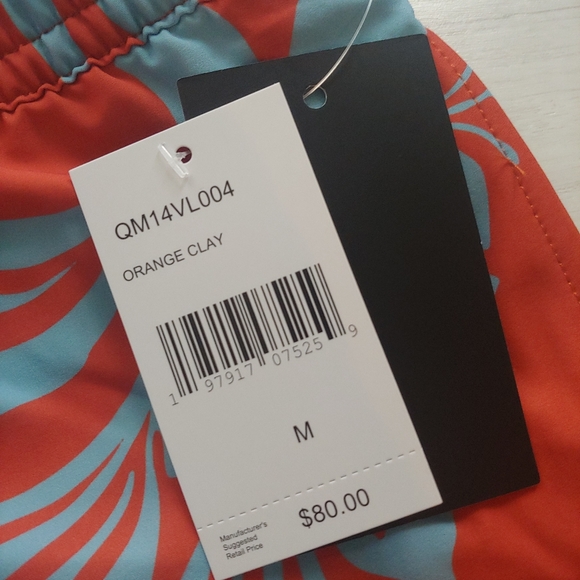 QM14VL004
ORANGE CLAY
1 97917 07525 9
M
$80.00
Manufacturer's
Suggested
Retail Price